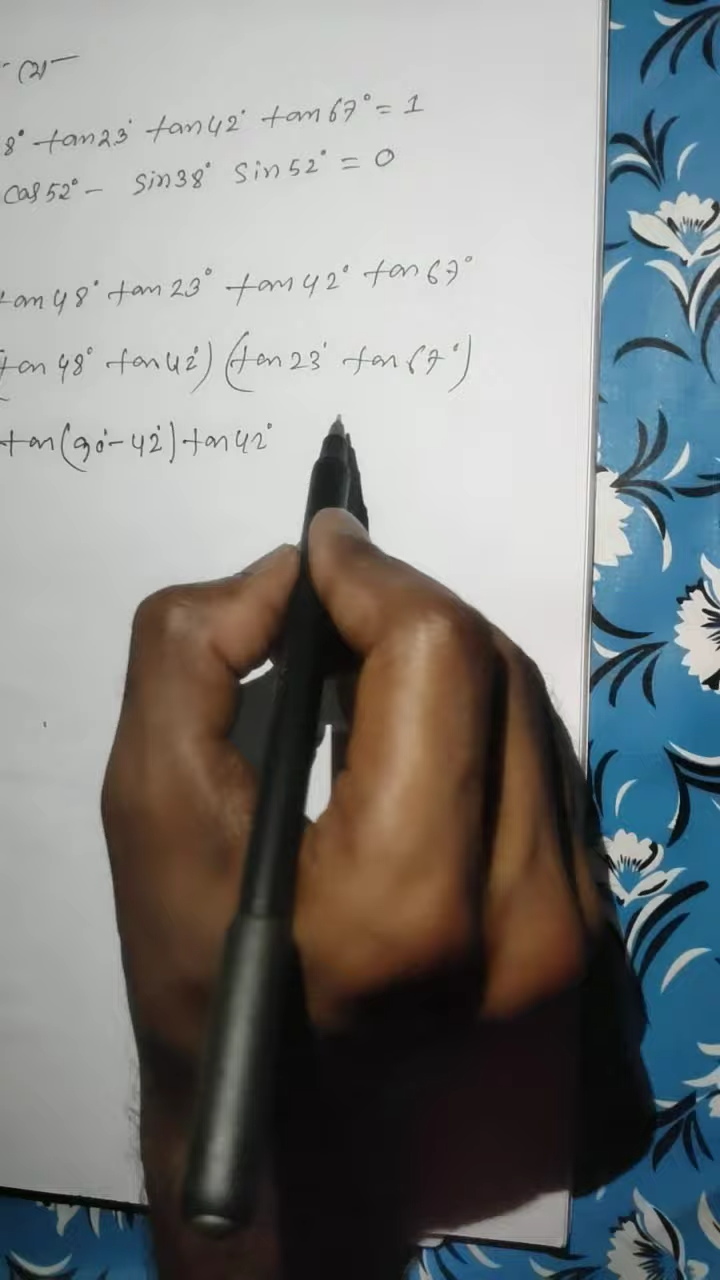 (2)
8° tan23° tan42° tan67° = 1
cos52° - sin38° sin52° = 0
tan48° tan23° tan42° tan67°
(tan48° tan42°) (tan23° tan67°)
tan(90°-42°) tan42°